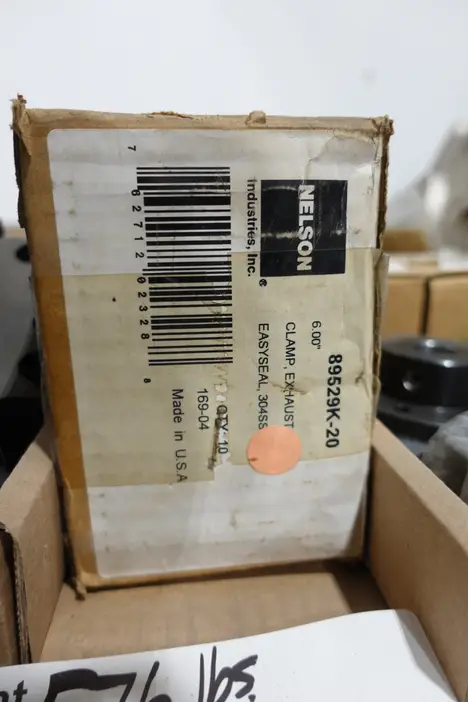 NELSON
Industries, Inc. ®
89529K-20
6.00"
CLAMP, EXHAUST
EASYSEAL, 304SS
QTY: 10
169-04
Made in U.S.A
7 62712 02328 8
576 lbs.